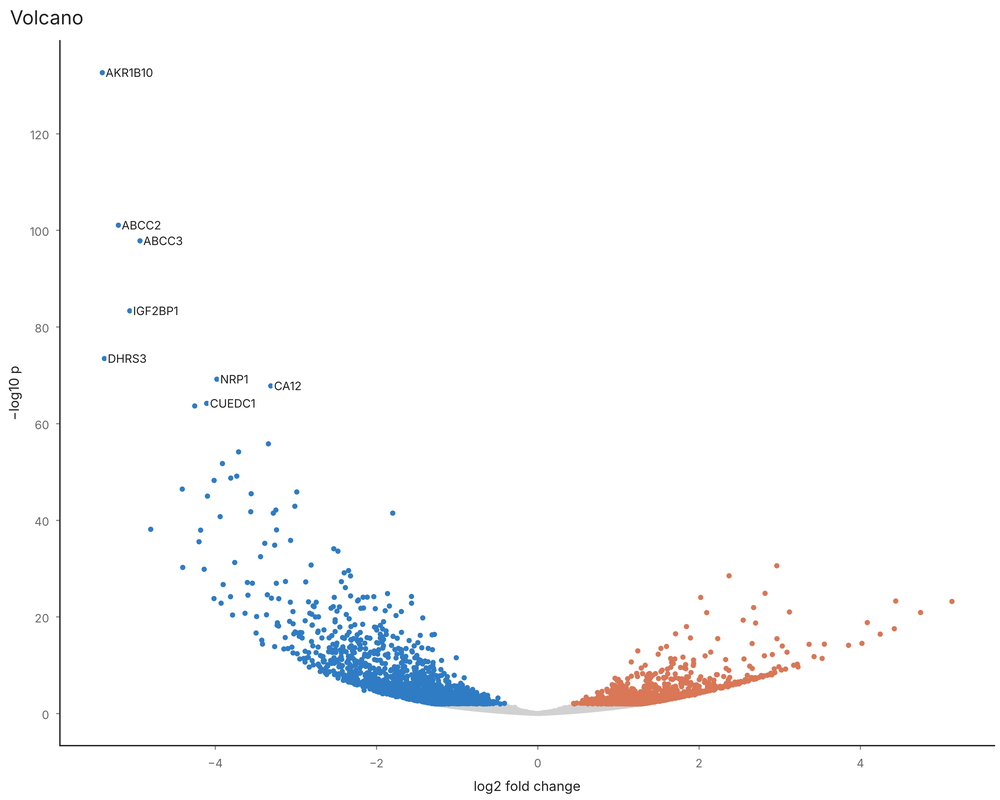 Volcano
AKR1B10
120
ABCC2
100
ABCC3
IGF2BP1
80
DHRS3
NRP1
CA12
CUEDC1
60
−log10 p
40
20
0
−4
−2
0
2
4
log2 fold change